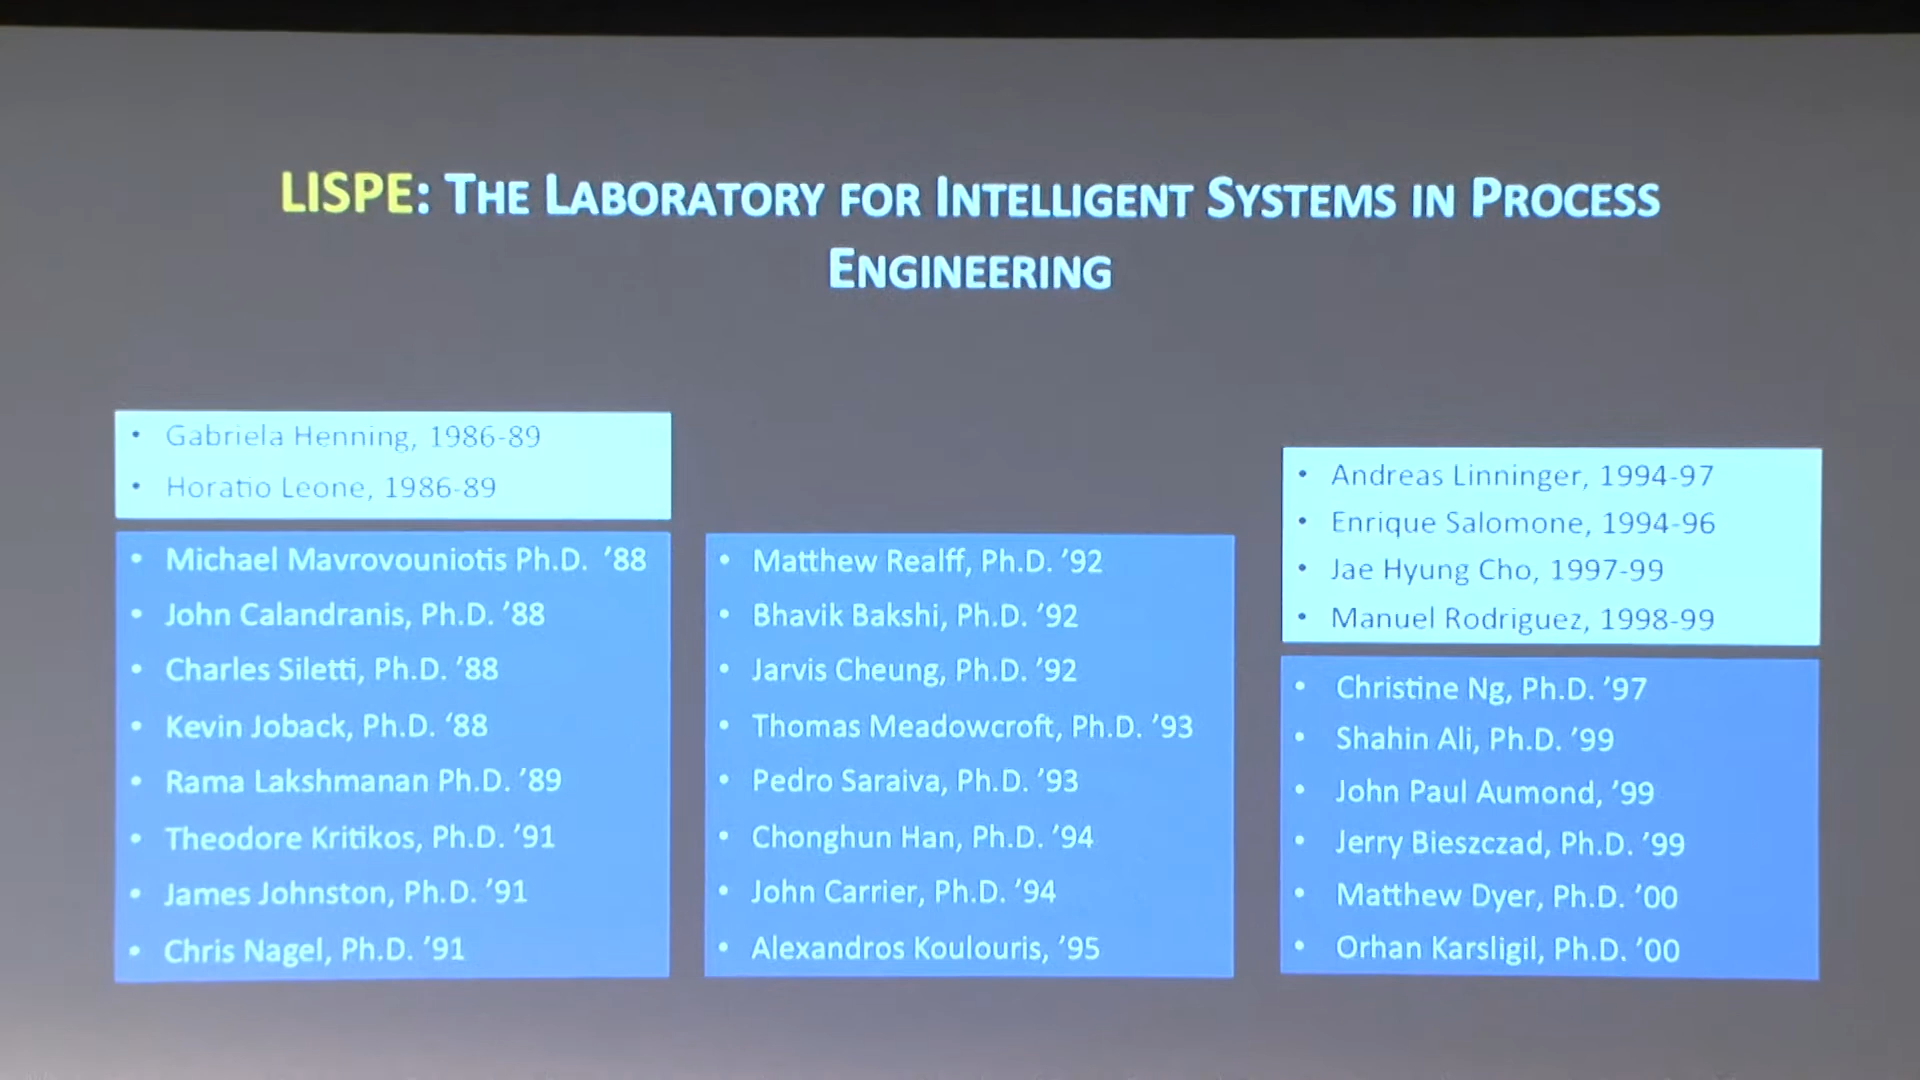 LISPE: THE LABORATORY FOR INTELLIGENT SYSTEMS IN PROCESS
ENGINEERING
• Gabriela Henning, 1986-89
• Horatio Leone, 1986-89
• Michael Mavrovouniotis Ph.D. '88
• John Calandranis, Ph.D. '88
• Charles Siletti, Ph.D. '88
• Kevin Joback, Ph.D. '88
• Rama Lakshmanan Ph.D. '89
• Theodore Kritikos, Ph.D. '91
• James Johnston, Ph.D. '91
• Chris Nagel, Ph.D. '91
• Matthew Realff, Ph.D. '92
• Bhavik Bakshi, Ph.D. '92
• Jarvis Cheung, Ph.D. '92
• Thomas Meadowcroft, Ph.D. '93
• Pedro Saraiva, Ph.D. '93
• Chonghun Han, Ph.D. '94
• John Carrier, Ph.D. '94
• Alexandros Koulouris, '95
• Andreas Linninger, 1994-97
• Enrique Salomone, 1994-96
• Jae Hyung Cho, 1997-99
• Manuel Rodriguez, 1998-99
• Christine Ng, Ph.D. '97
• Shahin Ali, Ph.D. '99
• John Paul Aumond, '99
• Jerry Bieszczad, Ph.D. '99
• Matthew Dyer, Ph.D. '00
• Orhan Karsligil, Ph.D. '00